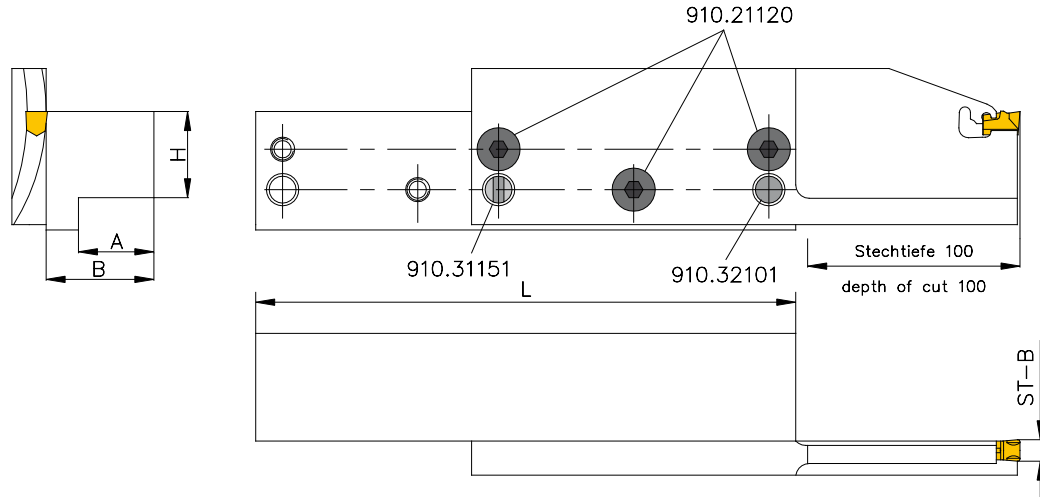 910.21120
H
A
B
910.31151
910.32101
Stechtiefe 100
depth of cut 100
L
ST-B